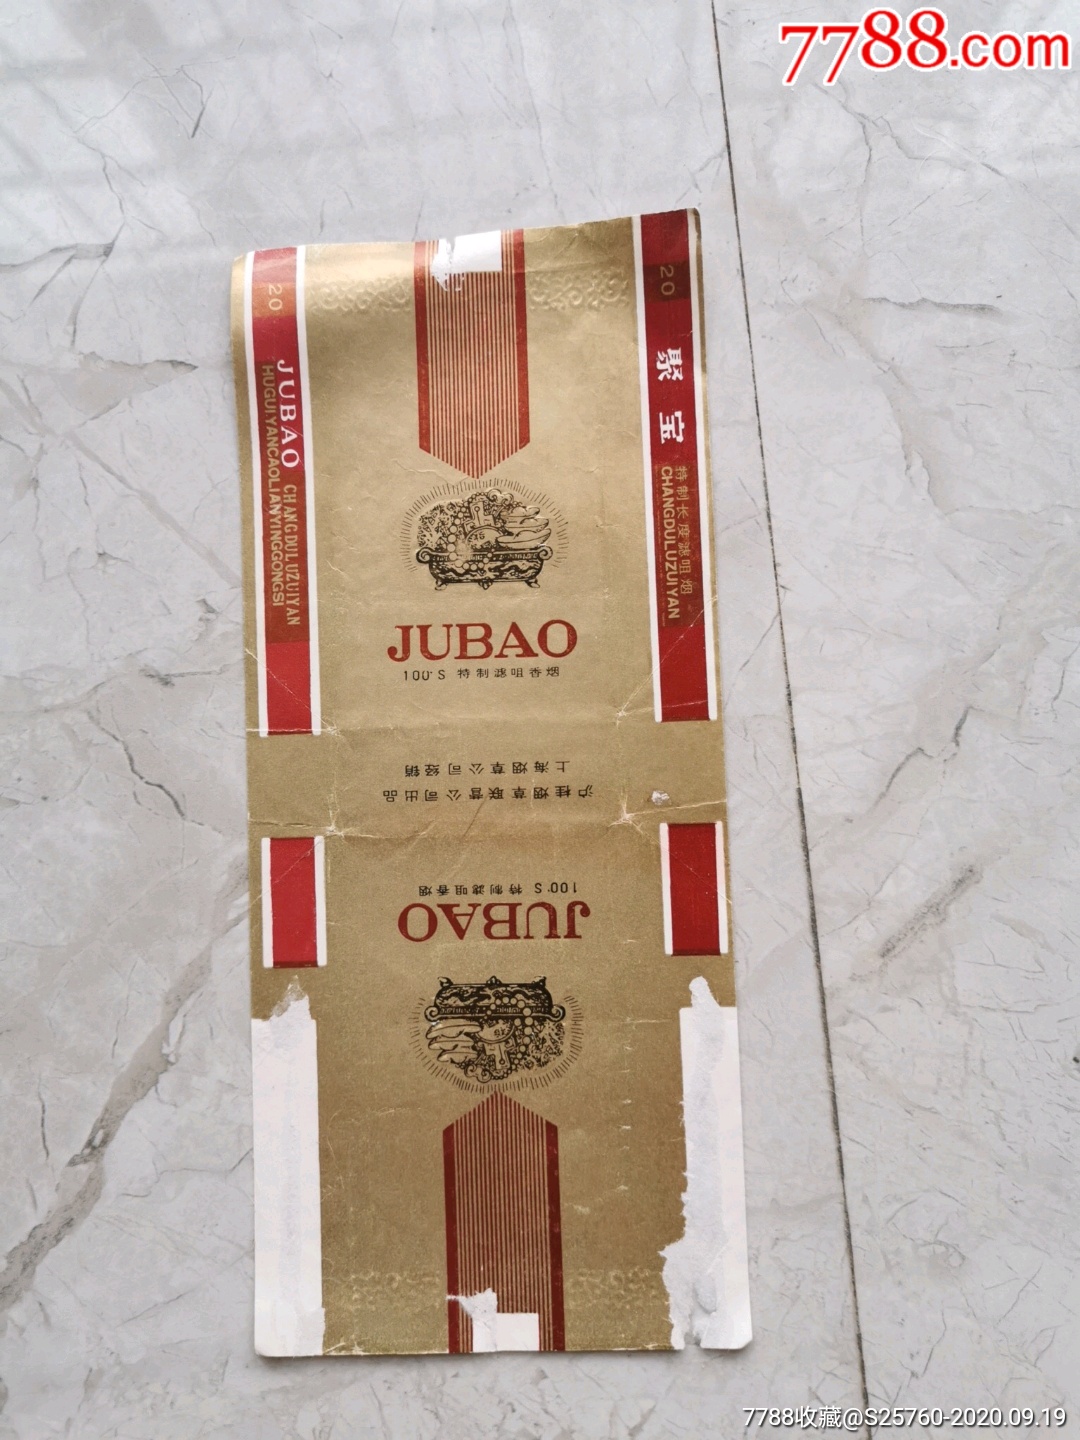 7788.com
20
JUBAO
CHANGDULUZUIYAN
HUGUI.YANCAOLIANYINGGONGSI
20
聚宝
特制长度滤咀烟
CHANGDULUZUIYAN
JUBAO
100'S 特制滤咀香烟
沪桂烟草联营公司出品
上海烟草公司经销
JUBAO
100'S 特制滤咀香烟
7788收藏@S25760-2020.09.19